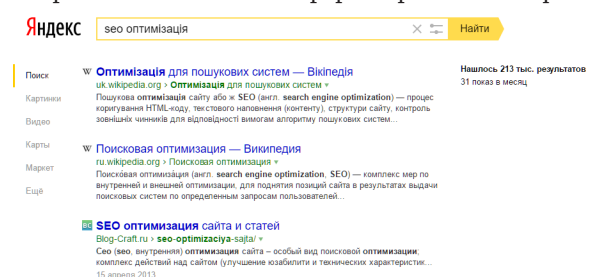 Яндекс
seo оптимізація
Найти
Поиск
Картинки
Видео
Карты
Маркет
Ещё
W Оптимізація для пошукових систем — Вікіпедія
uk.wikipedia.org › Оптимізація для пошукових систем
Пошукова оптимізація сайту або ж SEO (англ. search engine optimization) — процес
коригування HTML-коду, текстового наповнення (контенту), структури сайту, контроль
зовнішніх чинників для відповідності вимогам алгоритму пошукових систем...
W Поисковая оптимизация — Википедия
ru.wikipedia.org › Поисковая оптимизация
Поиско́вая оптимиза́ция (англ. search engine optimization, SEO) — комплекс мер по
внутренней и внешней оптимизации, для поднятия позиций сайта в результатах выдачи
поисковых систем по определенным запросам пользователей...
BC SEO оптимизация сайта и статей
Blog-Craft.ru › seo-optimizaciya-sajta/
Сео (seo, внутренняя) оптимизация сайта – особый вид поисковой оптимизации;
комплекс действий над сайтом (улучшение юзабилити и технических характеристик...
15 апреля 2013
Нашлось 213 тыс. результатов
31 показ в месяц